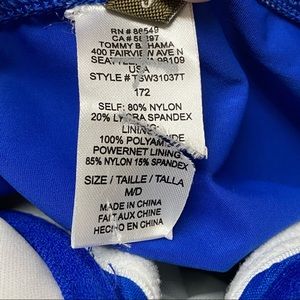 RN # 86549
CA # 58297
TOMMY BAHAMA
400 FAIRVIEW AVE N
SEATTLE, WA 98109
USA
STYLE # TSW31037T
172
SELF: 80% NYLON
20% LYCRA SPANDEX
LINING:
100% POLYAMIDE
POWERNET LINING
85% NYLON 15% SPANDEX
SIZE / TAILLE / TALLA
M/D
MADE IN CHINA
FAIT AUX CHINE
HECHO EN CHINA